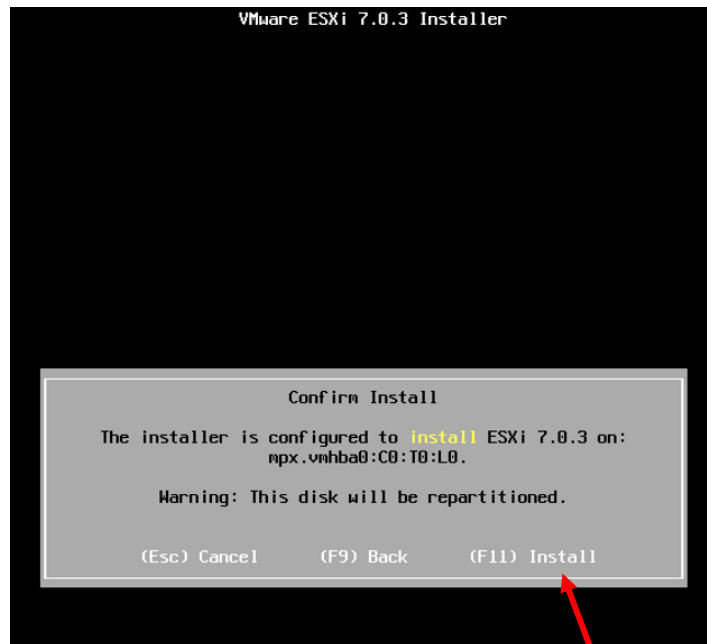 VMware ESXi 7.0.3 Installer
Confirm Install
The installer is configured to install ESXi 7.0.3 on:
mpx.vmhba0:C0:T0:L0.
Warning: This disk will be repartitioned.
(Esc) Cancel (F9) Back (F11) Install